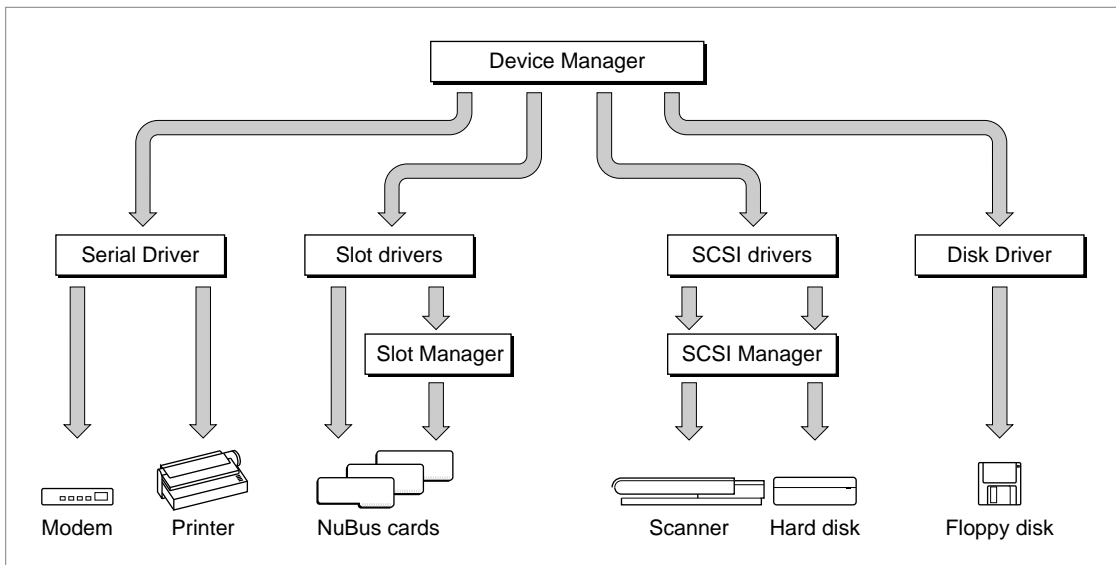 Device Manager
Serial Driver
Slot drivers
SCSI drivers
Disk Driver
Slot Manager
SCSI Manager
Modem
Printer
NuBus cards
Scanner
Hard disk
Floppy disk